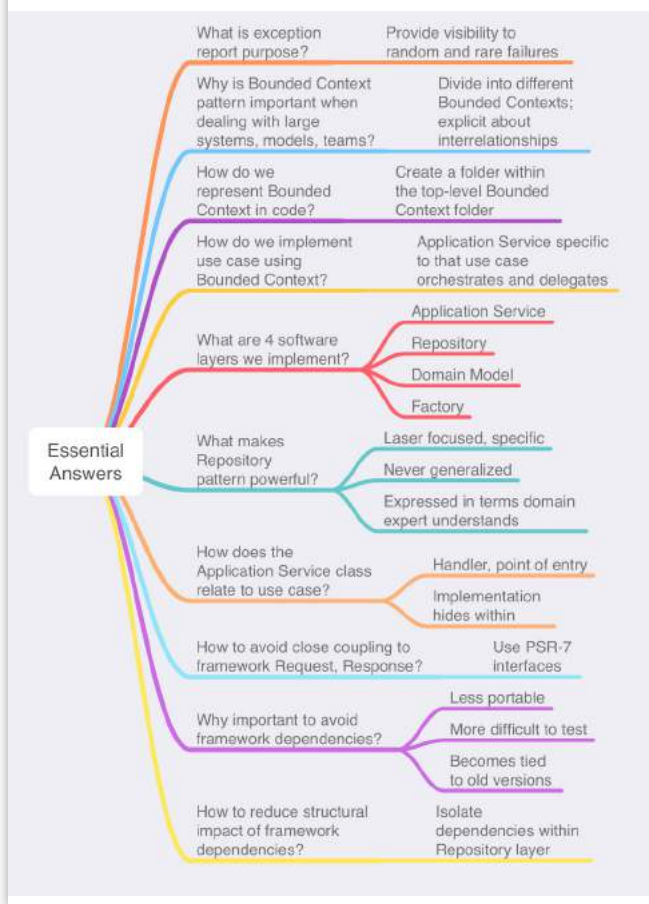 What is exception
report purpose?
Provide visibility to
random and rare failures
Why is Bounded Context
pattern important when
dealing with large
systems, models, teams?
Divide into different
Bounded Contexts;
explicit about
interrelationships
How do we
represent Bounded
Context in code?
Create a folder within
the top-level Bounded
Context folder
How do we implement
use case using
Bounded Context?
Application Service specific
to that use case
orchestrates and delegates
What are 4 software
layers we implement?
Application Service
Repository
Domain Model
Factory
Essential
Answers
What makes
Repository
pattern powerful?
Laser focused, specific
Never generalized
Expressed in terms domain
expert understands
How does the
Application Service class
relate to use case?
Handler, point of entry
Implementation
hides within
How to avoid close coupling to
framework Request, Response?
Use PSR-7
interfaces
Why important to avoid
framework dependencies?
Less portable
More difficult to test
Becomes tied
to old versions
How to reduce structural
impact of framework
dependencies?
Isolate
dependencies within
Repository layer